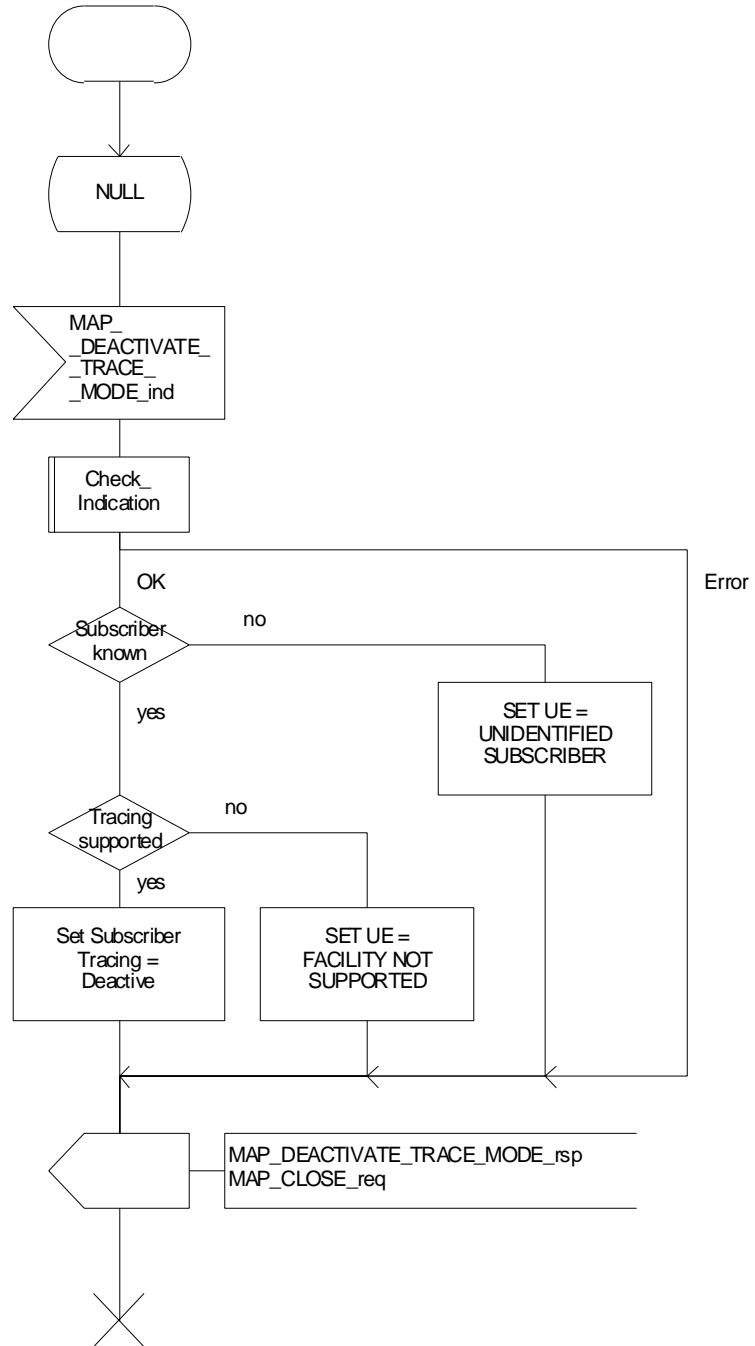 NULL
MAP_
_DEACTIVATE_
_TRACE_
_MODE_ind
Check_
Indication
OK
Error
Subscriber
known
no
yes
SET UE =
UNIDENTIFIED
SUBSCRIBER
Tracing
supported
no
yes
Set Subscriber
Tracing =
Deactive
SET UE =
FACILITY NOT
SUPPORTED
MAP_DEACTIVATE_TRACE_MODE_rsp
MAP_CLOSE_req